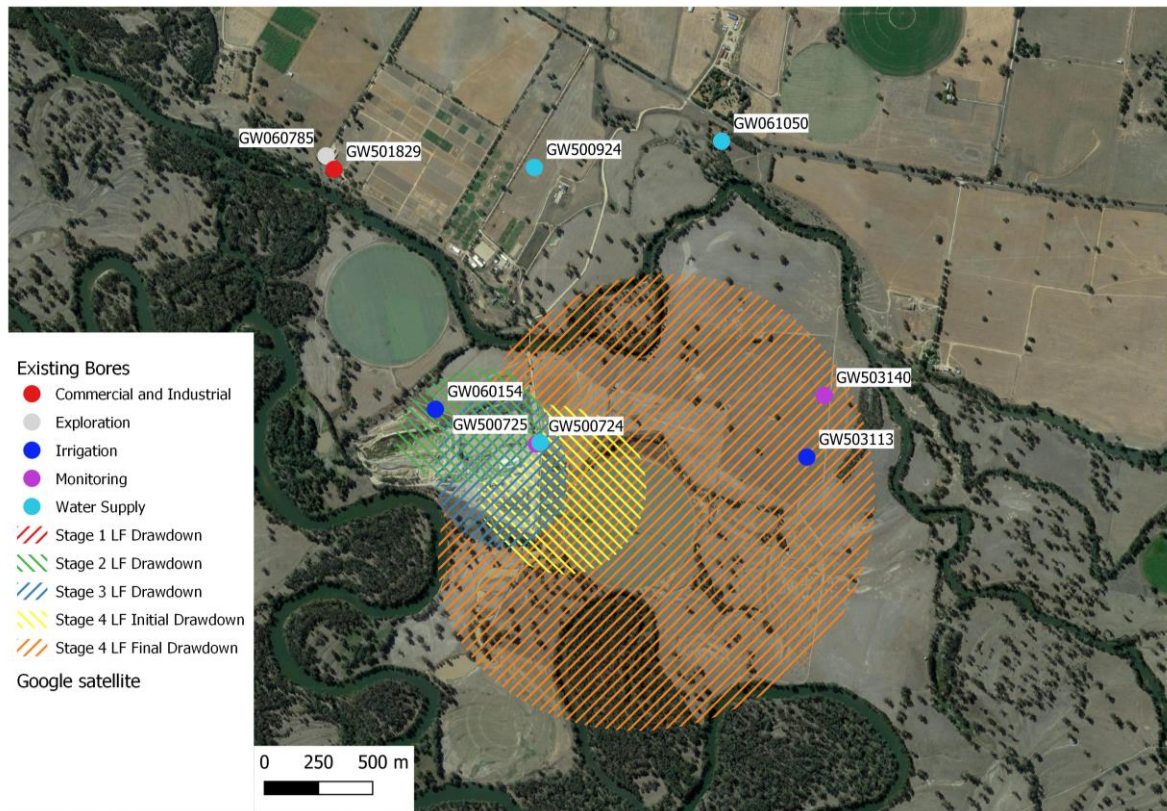 GW061050
GW060785
GW501829
GW500924
GW503140
GW060154
GW500725
GW500724
GW503113
Existing Bores
Commercial and Industrial
Exploration
Irrigation
Monitoring
Water Supply
Stage 1 LF Drawdown
Stage 2 LF Drawdown
Stage 3 LF Drawdown
Stage 4 LF Initial Drawdown
Stage 4 LF Final Drawdown
Google satellite
0 250 500 m